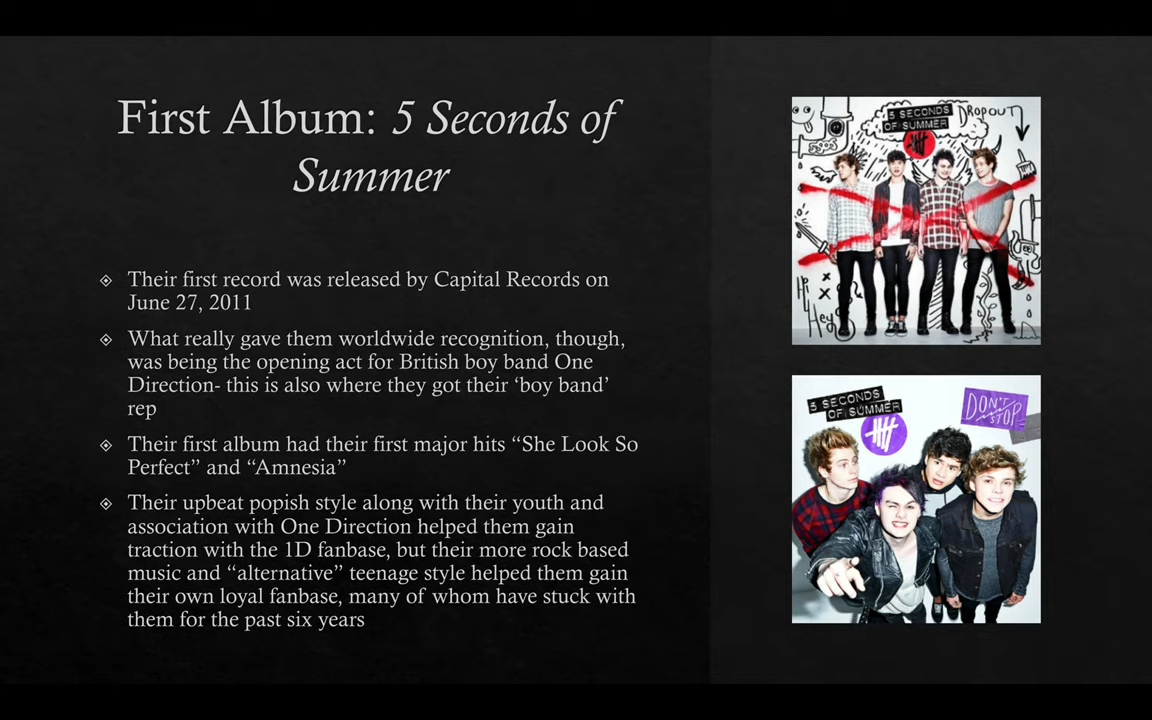 First Album: 5 Seconds of
Summer
Their first record was released by Capital Records on
June 27, 2011
What really gave them worldwide recognition, though,
was being the opening act for British boy band One
Direction- this is also where they got their ‘boy band’
rep
Their first album had their first major hits “She Look So
Perfect” and “Amnesia”
Their upbeat popish style along with their youth and
association with One Direction helped them gain
traction with the 1D fanbase, but their more rock based
music and “alternative” teenage style helped them gain
their own loyal fanbase, many of whom have stuck with
them for the past six years
5 SECONDS
OF SUMMER
DROPOUT
Hi
Hey
5 SECONDS
OF SUMMER
DON'T
STOP